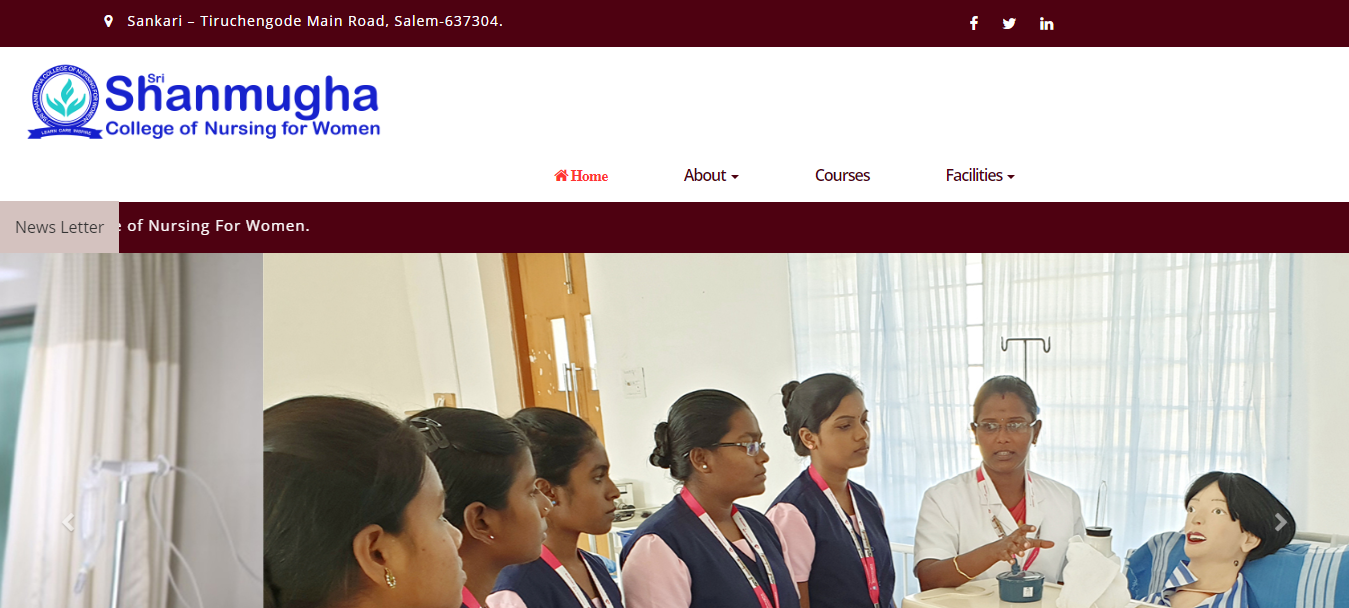 Sankari – Tiruchengode Main Road, Salem-637304.
Sri
Shanmugha
College of Nursing for Women
SRI SHANMUGHA COLLEGE OF NURSING FOR WOMEN
LEARN CARE INSPIRE
Home
About
Courses
Facilities
News Letter
e of Nursing For Women.